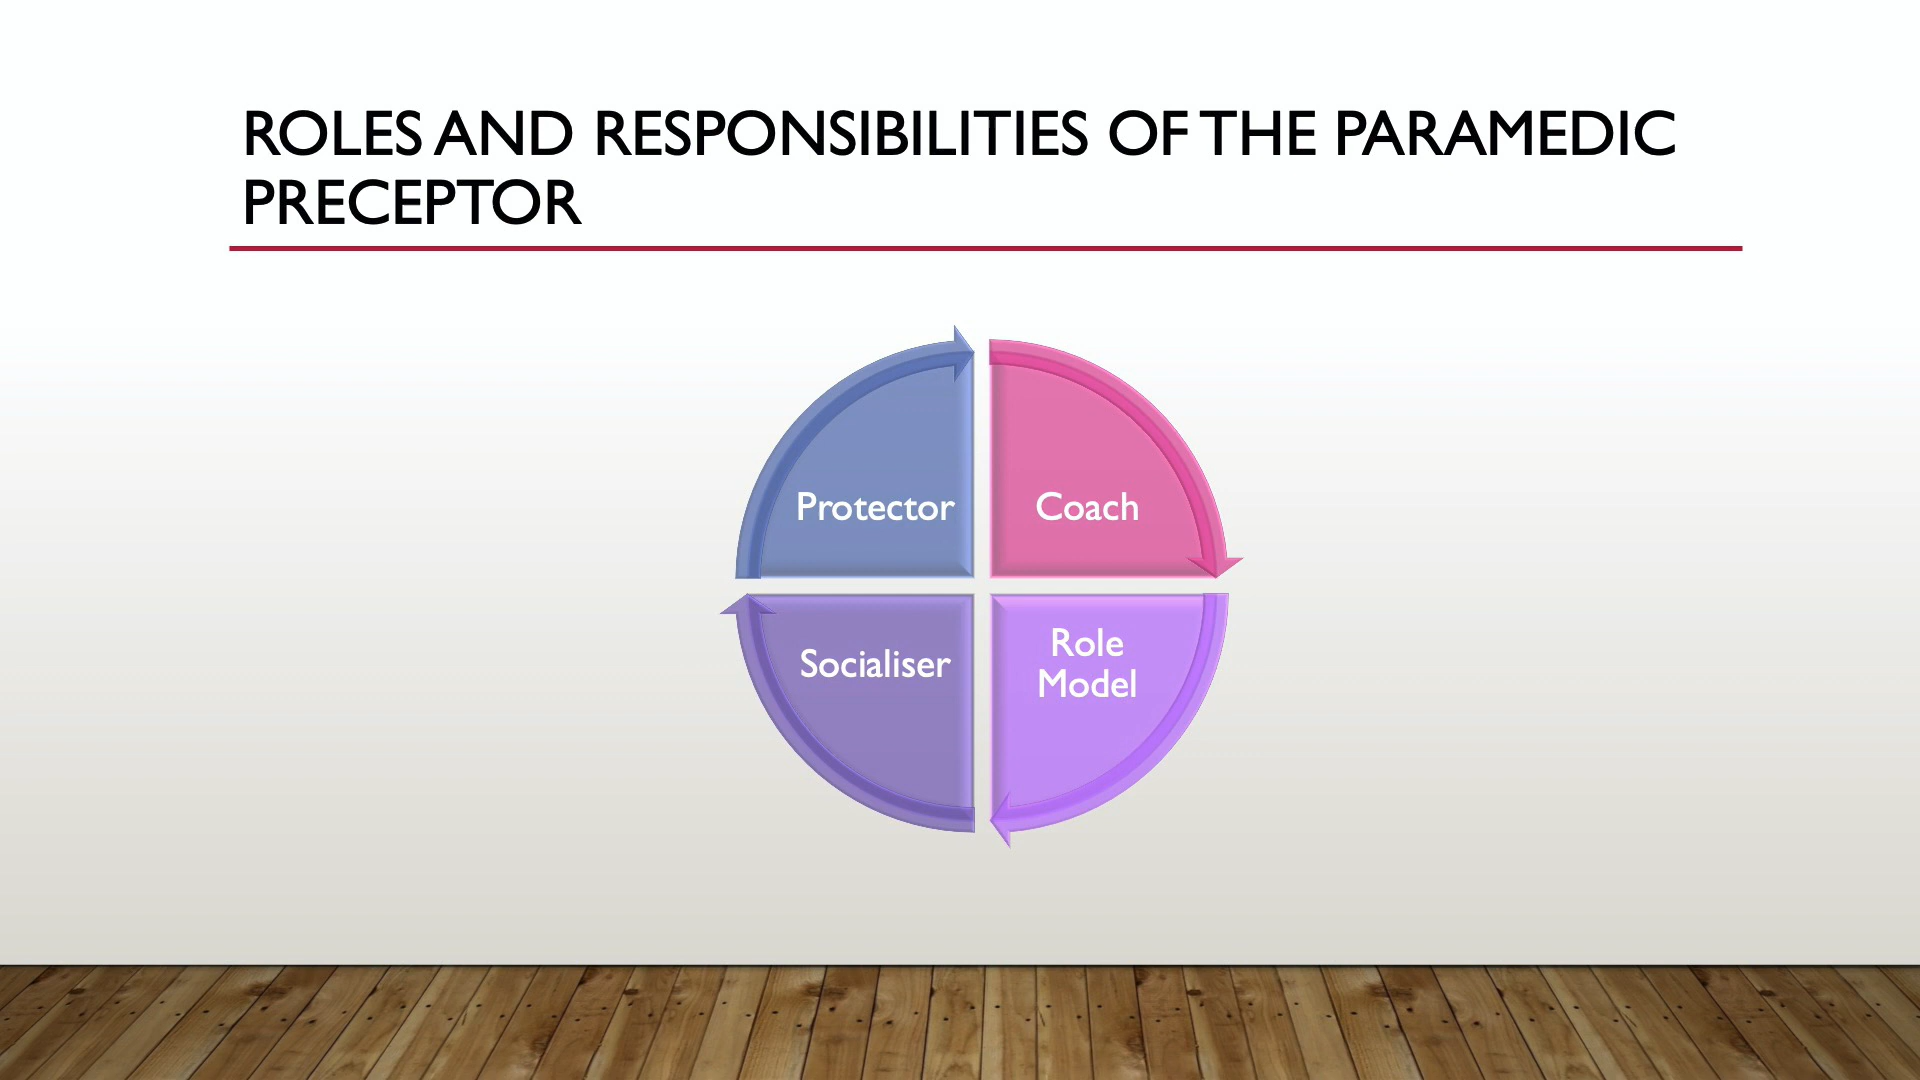 ROLES AND RESPONSIBILITIES OF THE PARAMEDIC
PRECEPTOR
Protector
Coach
Socialiser
Role
Model